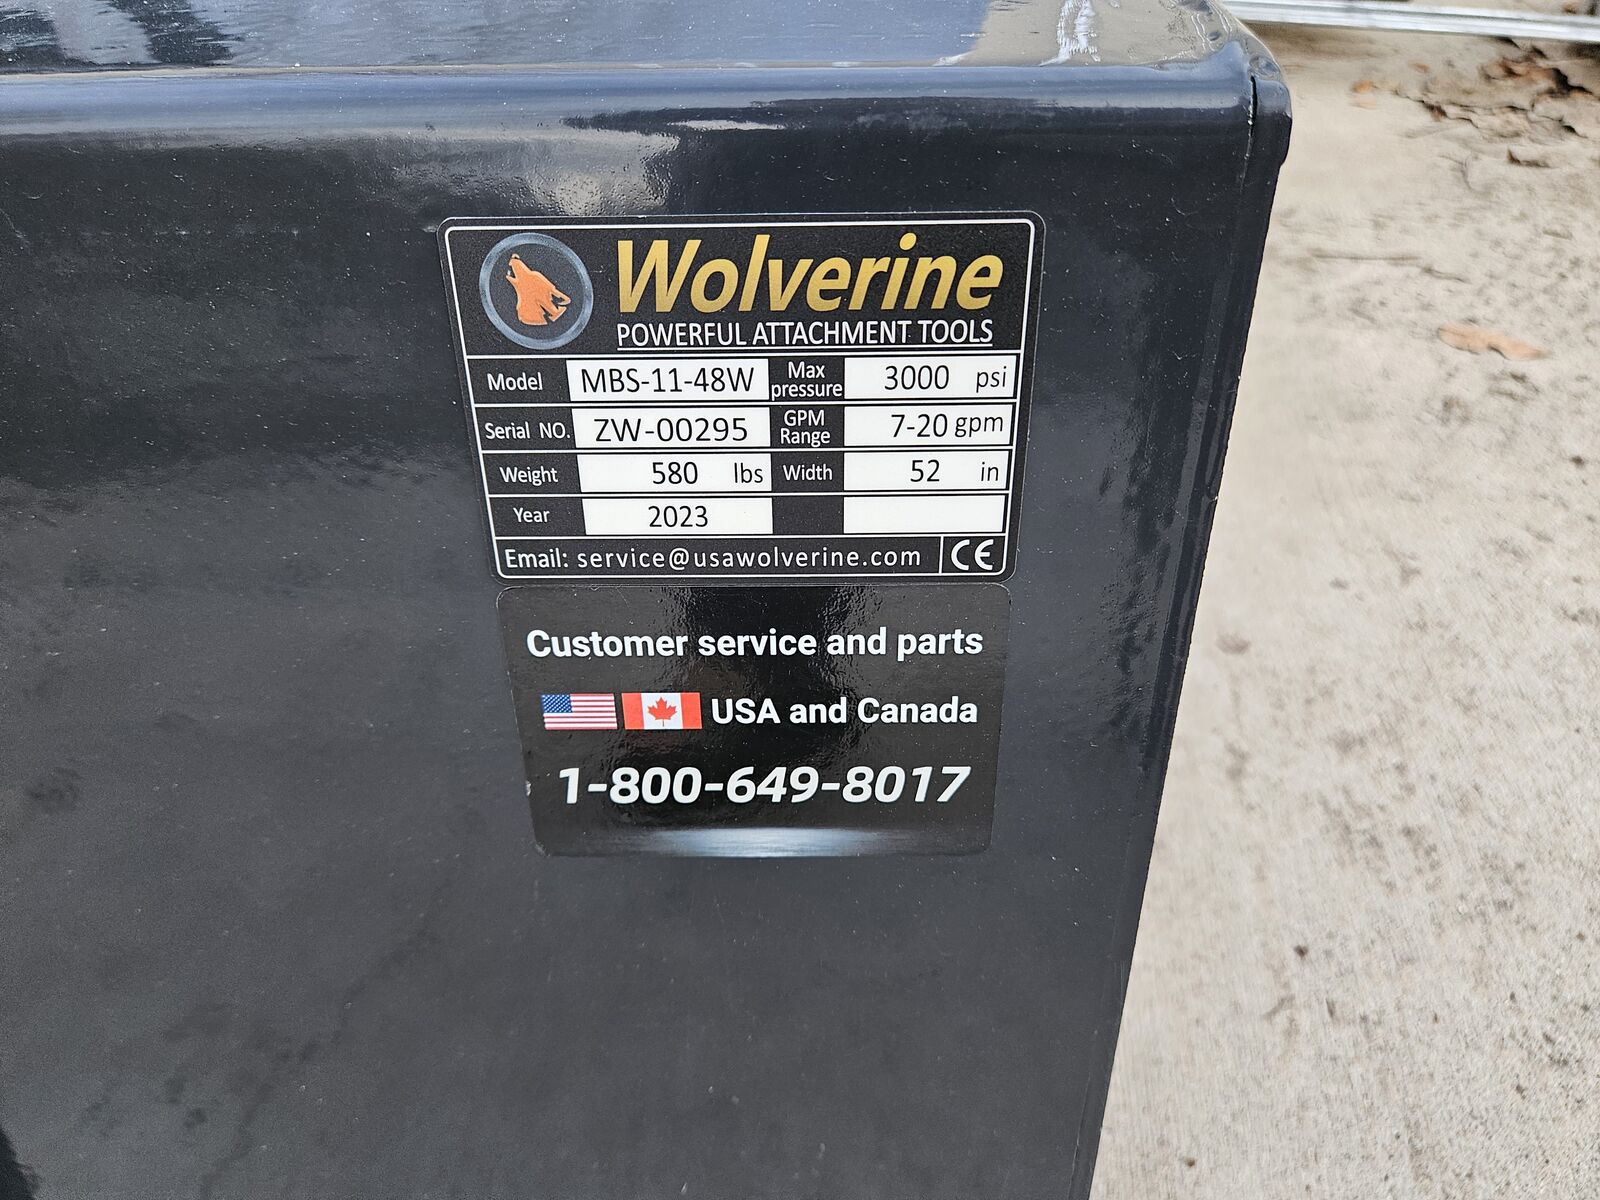 Wolverine
POWERFUL ATTACHMENT TOOLS
Model MBS-11-48W Max pressure 3000 psi
Serial NO. ZW-00295 GPM Range 7-20 gpm
Weight 580 lbs Width 52 in
Year 2023
Email: service@usawolverine.com CE
Customer service and parts
USA and Canada
1-800-649-8017